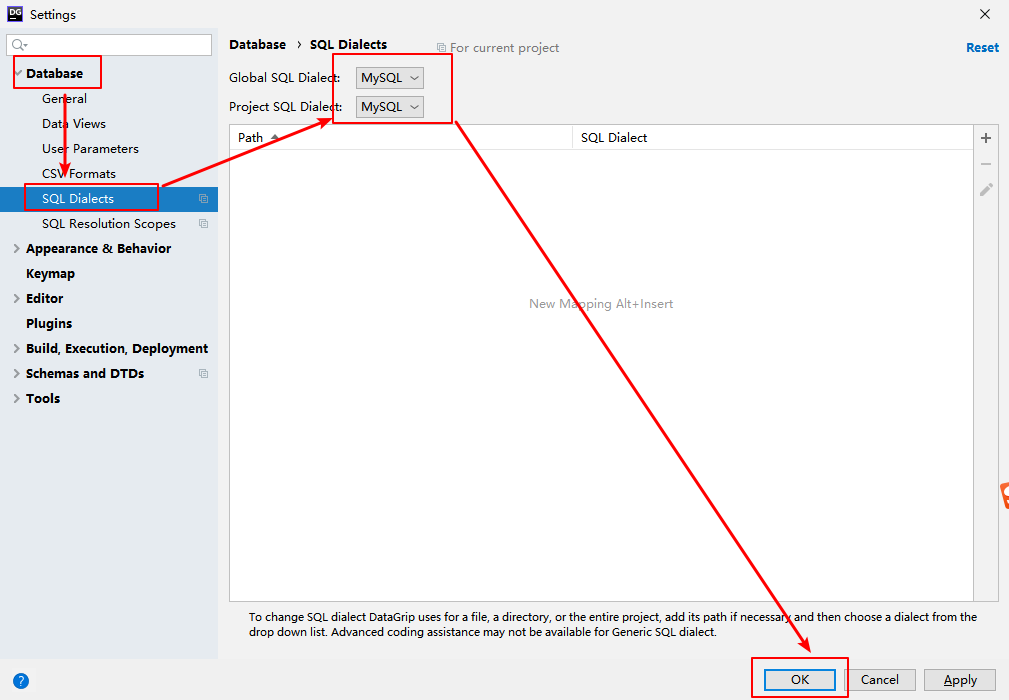 DG Settings
Database
General
Data Views
User Parameters
CSV Formats
SQL Dialects
SQL Resolution Scopes
Appearance & Behavior
Keymap
Editor
Plugins
Build, Execution, Deployment
Schemas and DTDs
Tools
Database › SQL Dialects For current project Reset
Global SQL Dialect: MySQL
Project SQL Dialect: MySQL
Path SQL Dialect
New Mapping Alt+Insert
To change SQL dialect DataGrip uses for a file, a directory, or the entire project, add its path if necessary and then choose a dialect from the
drop down list. Advanced coding assistance may not be available for Generic SQL dialect.
? OK Cancel Apply